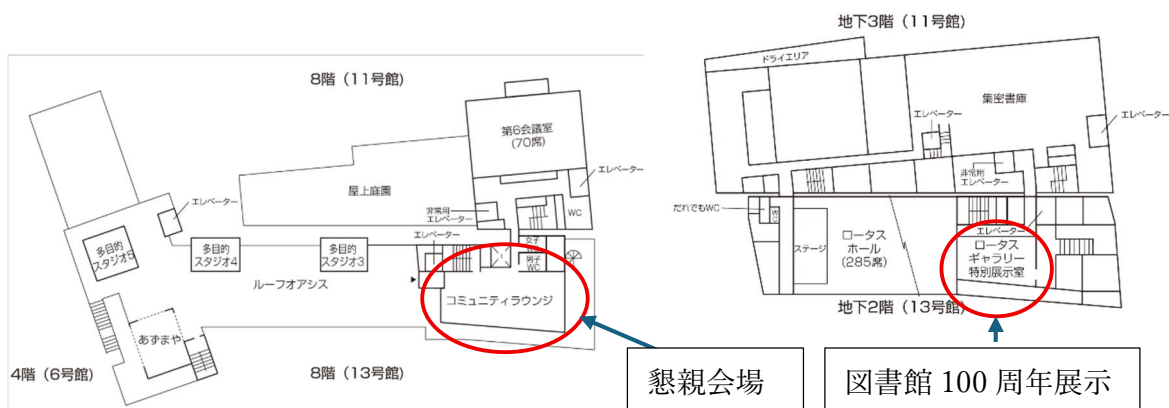 8階（11号館）
第6会議室
(70席)
エレベーター
屋上庭園
非常用
エレベーター
WC
エレベーター
エレベーター
女子
WC
男子
WC
多目的
スタジオ5
多目的
スタジオ4
多目的
スタジオ3
ルーフオアシス
コミュニティラウンジ
あずまや
4階（6号館）
8階（13号館）
懇親会場
地下3階（11号館）
ドライエリア
集密書庫
エレベーター
エレベーター
非常用
エレベーター
だれでもWC
WC
ステージ
ロータス
ホール
(285席)
エレベーター
ロータス
ギャラリー
特別展示室
地下2階（13号館）
図書館 100 周年展示